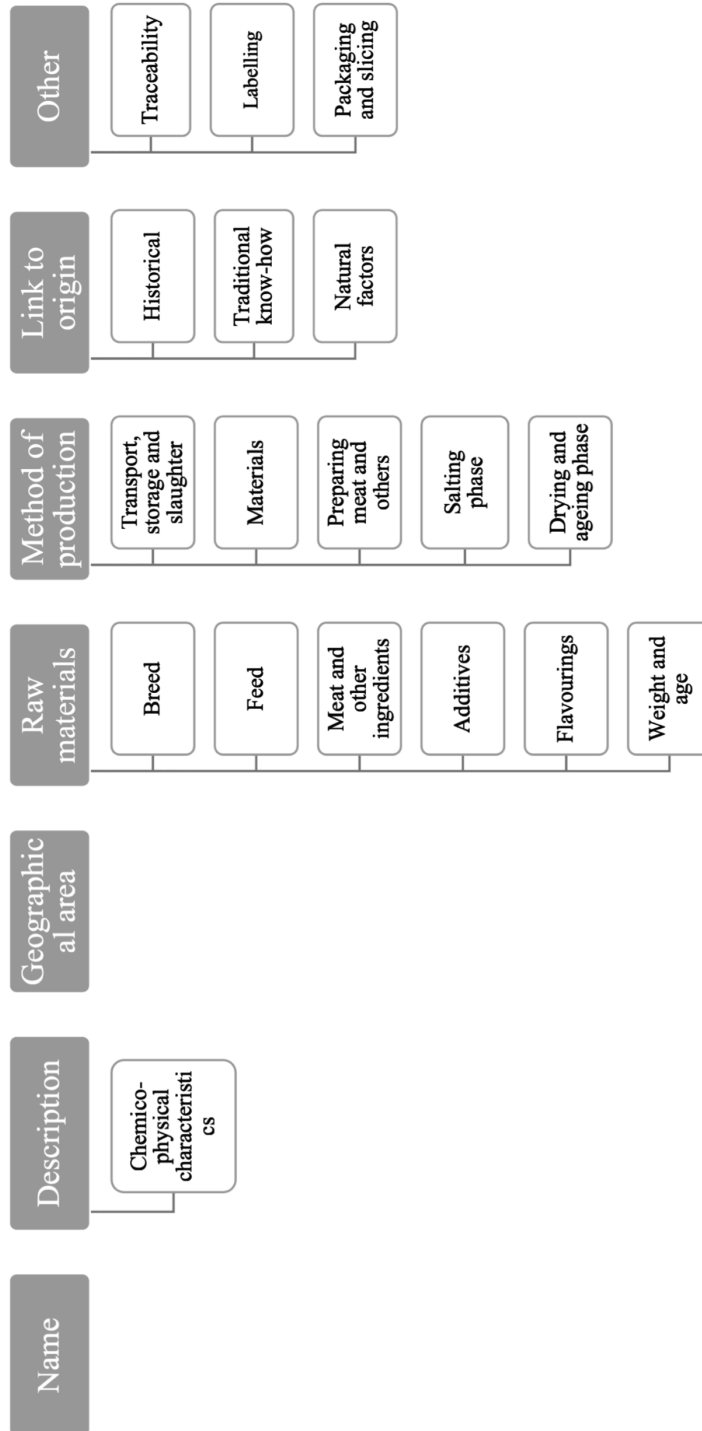 Name
Description
Chemico-
physical
characteristi
cs
Geographic
al area
Raw
materials
Breed
Feed
Meat and
other
ingredients
Additives
Flavourings
Weight and
age
Method of
production
Transport,
storage and
slaughter
Materials
Preparing
meat and
others
Salting
phase
Drying and
ageing phase
Link to
origin
Historical
Traditional
know-how
Natural
factors
Other
Traceability
Labelling
Packaging
and slicing